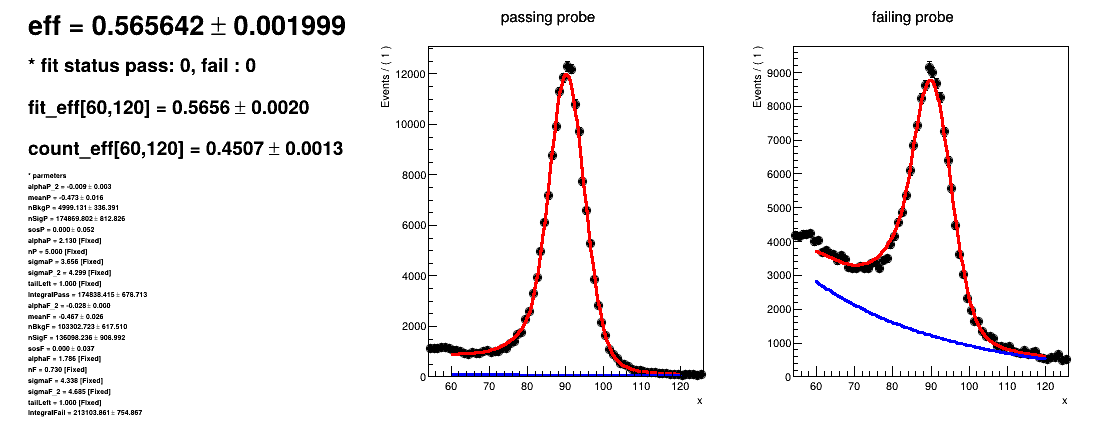 eff = 0.565642 ± 0.001999
* fit status pass: 0, fail : 0
fit_eff[60,120] = 0.5656 ± 0.0020
count_eff[60,120] = 0.4507 ± 0.0013
* parmeters
alphaP_2 = -0.009 ± 0.003
meanP = -0.473 ± 0.016
nBkgP = 4999.131 ± 336.391
nSigP = 174869.802 ± 812.826
sosP = 0.000 ± 0.052
alphaP = 2.130 [Fixed]
nP = 5.000 [Fixed]
sigmaP = 3.656 [Fixed]
sigmaP_2 = 4.299 [Fixed]
tailLeft = 1.000 [Fixed]
integralPass = 174838.415 ± 678.713
alphaF_2 = -0.028 ± 0.000
meanF = -0.467 ± 0.026
nBkgF = 103302.723 ± 617.510
nSigF = 136098.236 ± 906.992
sosF = 0.000 ± 0.037
alphaF = 1.786 [Fixed]
nF = 0.730 [Fixed]
sigmaF = 4.338 [Fixed]
sigmaF_2 = 4.685 [Fixed]
tailLeft = 1.000 [Fixed]
integralFail = 213103.861 ± 754.867
passing probe
Events / ( 1 )
12000
10000
8000
6000
4000
2000
0
60 70 80 90 100 110 120
x
failing probe
Events / ( 1 )
9000
8000
7000
6000
5000
4000
3000
2000
1000
0
60 70 80 90 100 110 120
x